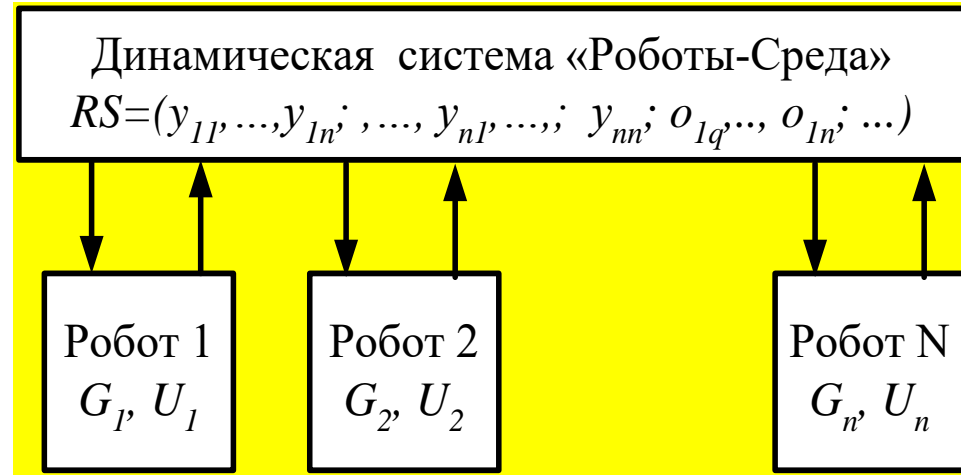 Динамическая система «Роботы-Среда»
RS=(y₁₁,...,y₁ₙ; ,..., yₙ₁,...,; yₙₙ; o₁q,.., o₁ₙ; ...)
Робот 1
G₁, U₁
Робот 2
G₂, U₂
Робот N
Gₙ, Uₙ